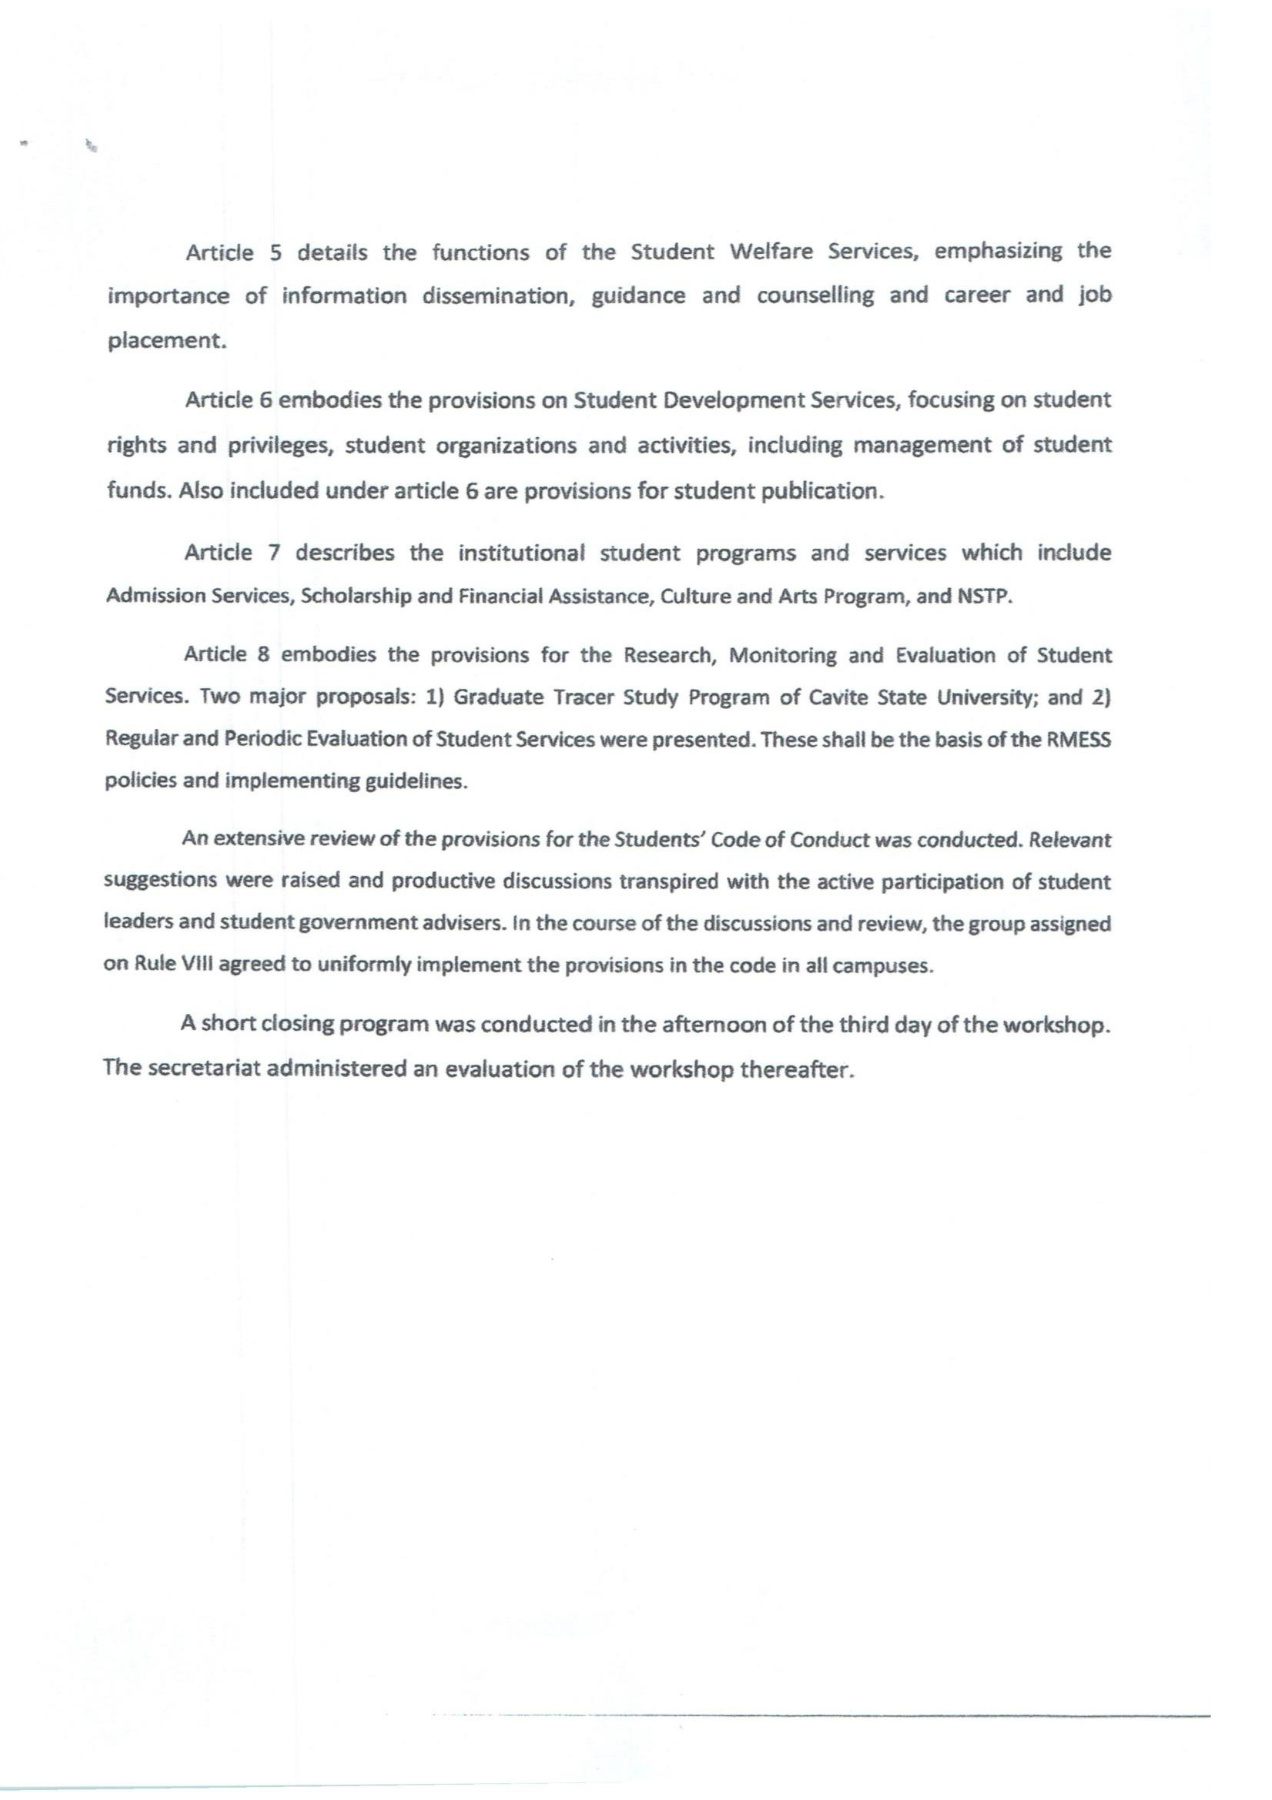 Article 5 details the functions of the Student Welfare Services, emphasizing the
importance of information dissemination, guidance and counselling and career and job
placement.
Article 6 embodies the provisions on Student Development Services, focusing on student
rights and privileges, student organizations and activities, including management of student
funds. Also included under article 6 are provisions for student publication.
Article 7 describes the institutional student programs and services which include
Admission Services, Scholarship and Financial Assistance, Culture and Arts Program, and NSTP.
Article 8 embodies the provisions for the Research, Monitoring and Evaluation of Student
Services. Two major proposals: 1) Graduate Tracer Study Program of Cavite State University; and 2)
Regular and Periodic Evaluation of Student Services were presented. These shall be the basis of the RMESS
policies and implementing guidelines.
An extensive review of the provisions for the Students' Code of Conduct was conducted. Relevant
suggestions were raised and productive discussions transpired with the active participation of student
leaders and student government advisers. In the course of the discussions and review, the group assigned
on Rule VIII agreed to uniformly implement the provisions in the code in all campuses.
A short closing program was conducted in the afternoon of the third day of the workshop.
The secretariat administered an evaluation of the workshop thereafter.